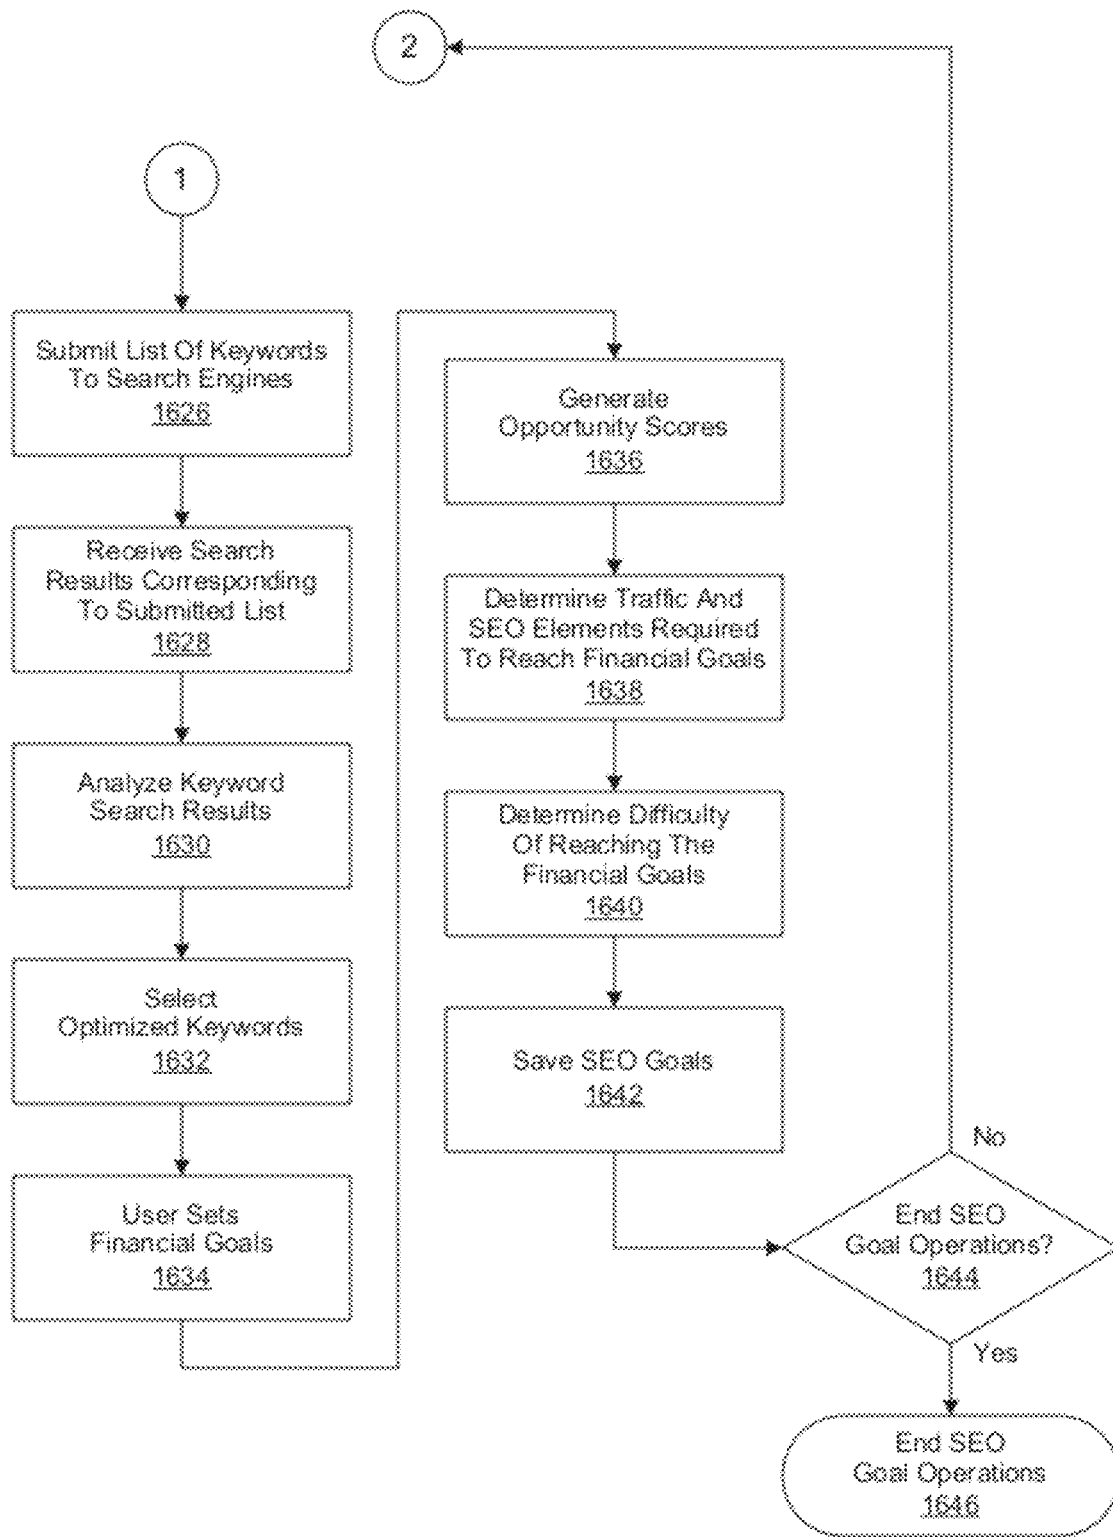 2
1
Submit List Of Keywords
To Search Engines
1626
Receive Search
Results Corresponding
To Submitted List
1628
Analyze Keyword
Search Results
1630
Select
Optimized Keywords
1632
User Sets
Financial Goals
1634
Generate
Opportunity Scores
1636
Determine Traffic And
SEO Elements Required
To Reach Financial Goals
1638
Determine Difficulty
Of Reaching The
Financial Goals
1640
Save SEO Goals
1642
No
End SEO
Goal Operations?
1644
Yes
End SEO
Goal Operations
1646